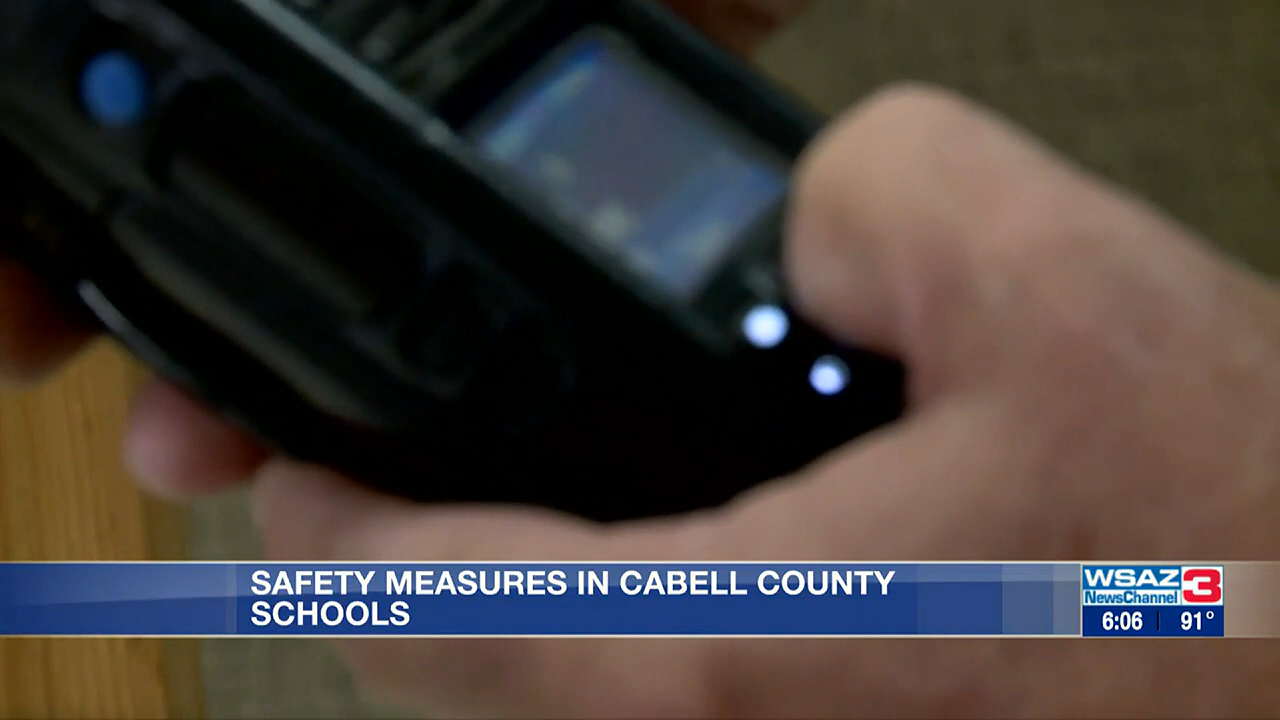 SAFETY MEASURES IN CABELL COUNTY
SCHOOLS
WSAZ 3
NewsChannel
6:06 91°